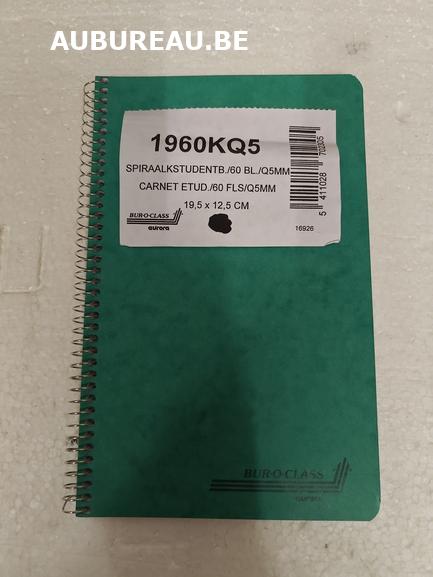 AUBUREAU.BE
1960KQ5
SPIRAALKSTUDENTB./60 BL./Q5MM
CARNET ETUD./60 FLS/Q5MM
19,5 x 12,5 CM
BUR-O-CLASS
aurora
16926
5 411028 702005
BUR-O-CLASS